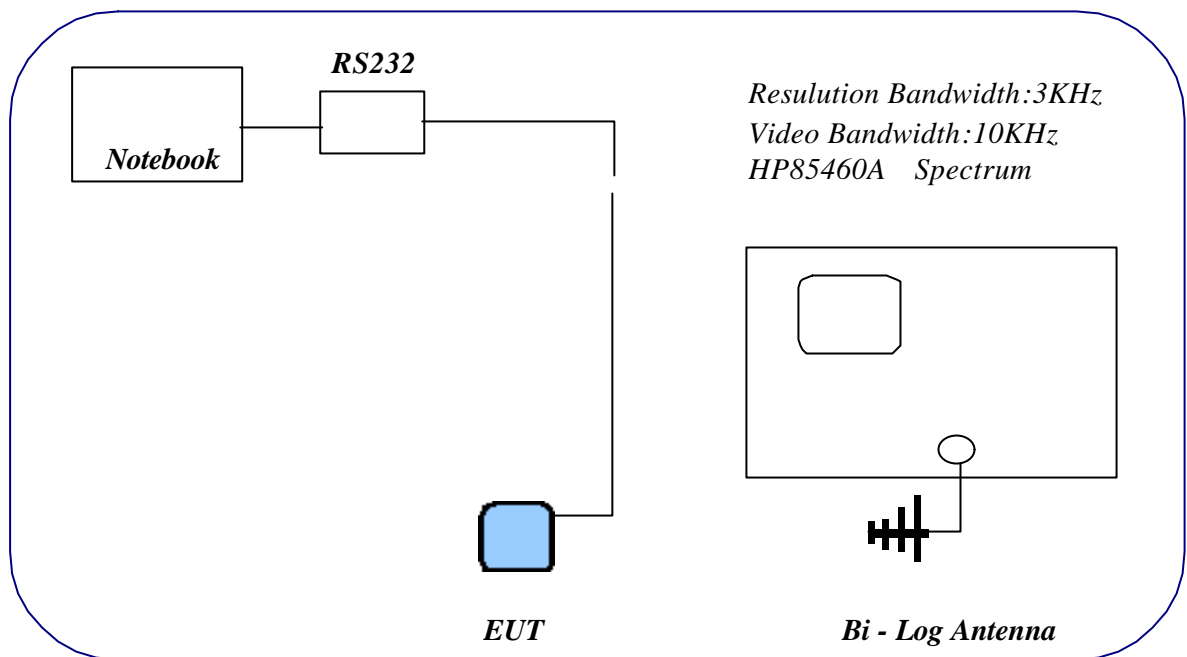 RS232
Notebook
Resulution Bandwidth:3KHz
Video Bandwidth:10KHz
HP85460A Spectrum
EUT
Bi - Log Antenna